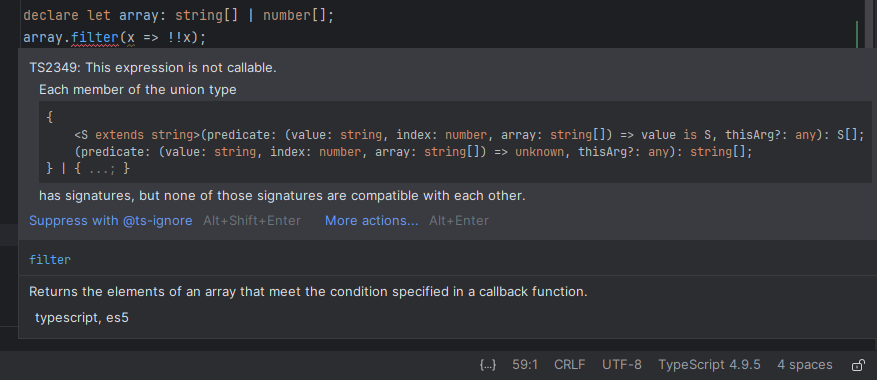 declare let array: string[] | number[];
array.filter(x => !!x);
TS2349: This expression is not callable.
Each member of the union type
{
    <S extends string>(predicate: (value: string, index: number, array: string[]) => value is S, thisArg?: any): S[];
    (predicate: (value: string, index: number, array: string[]) => unknown, thisArg?: any): string[];
} | { ...; }
has signatures, but none of those signatures are compatible with each other.
Suppress with @ts-ignore Alt+Shift+Enter More actions... Alt+Enter
filter
Returns the elements of an array that meet the condition specified in a callback function.
typescript, es5
{...} 59:1 CRLF UTF-8 TypeScript 4.9.5 4 spaces